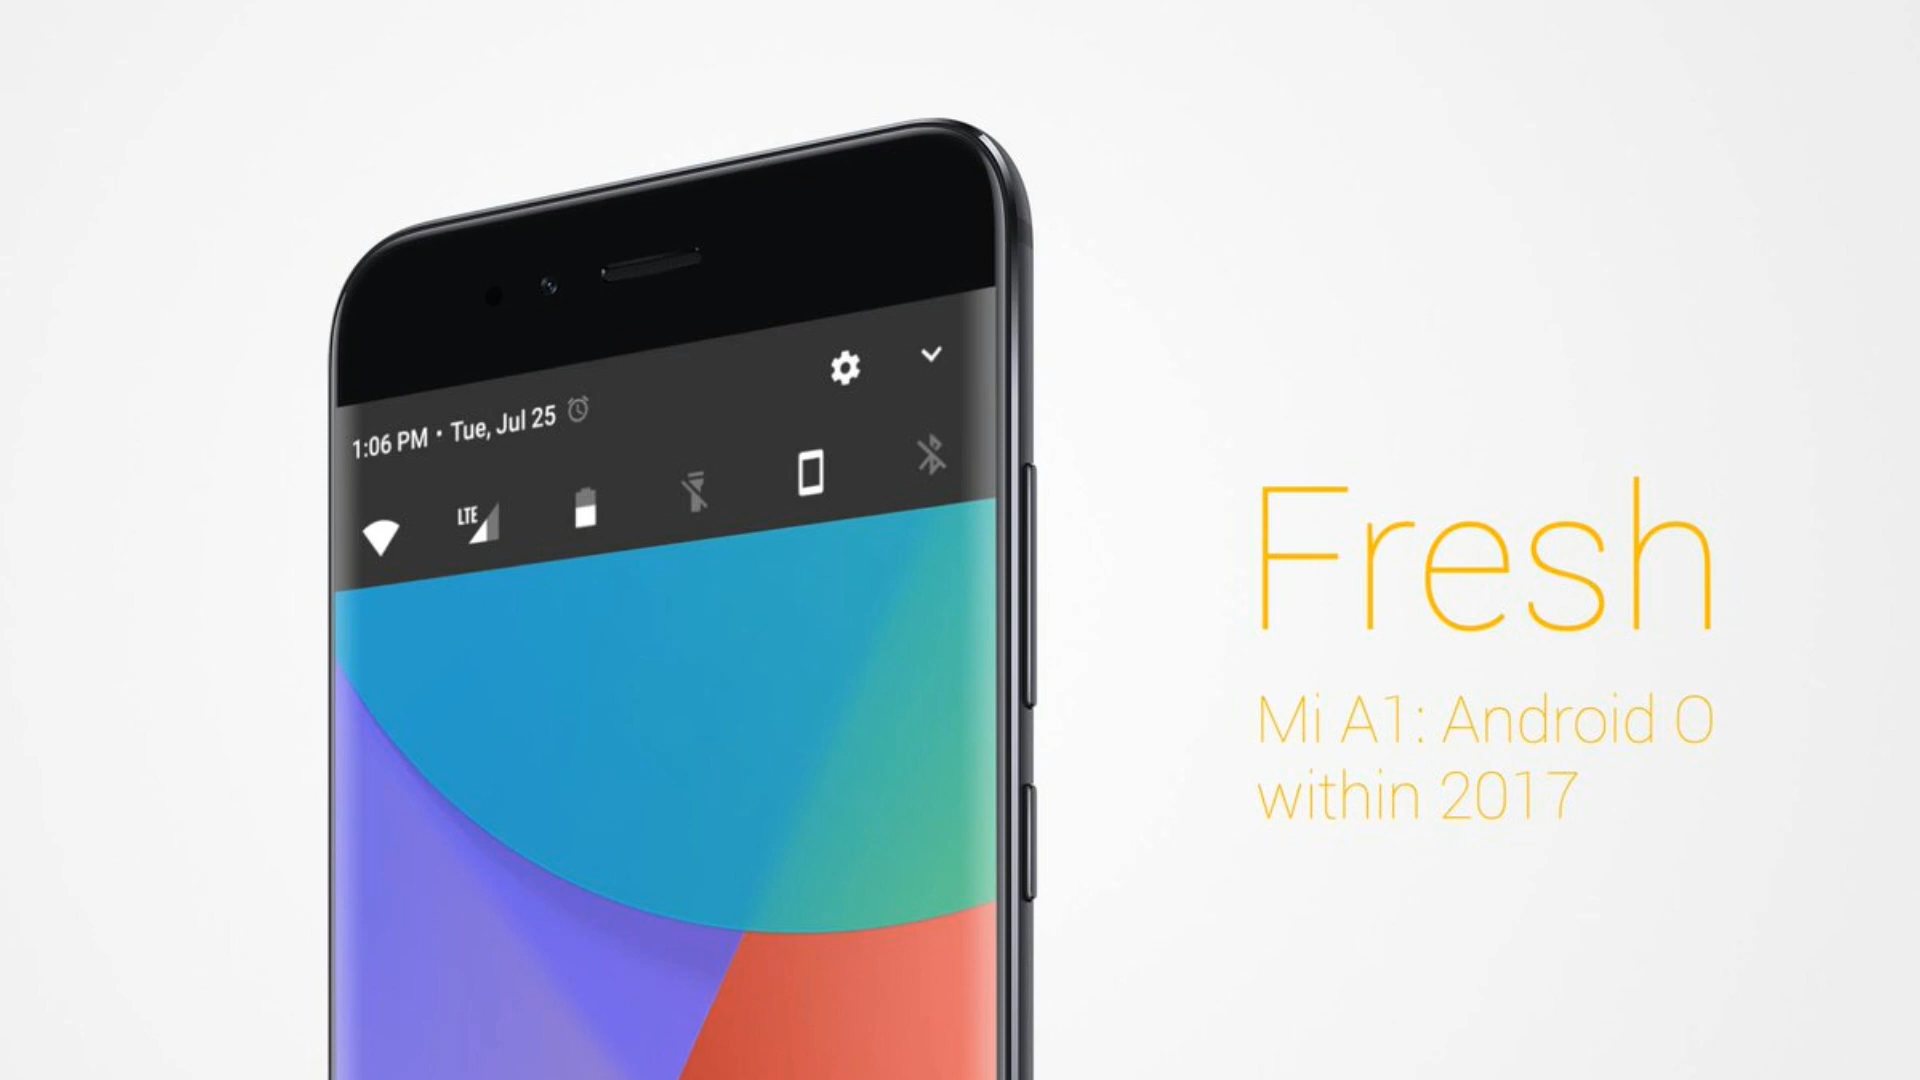 1:06 PM • Tue, Jul 25
LTE
Fresh
Mi A1: Android O
within 2017